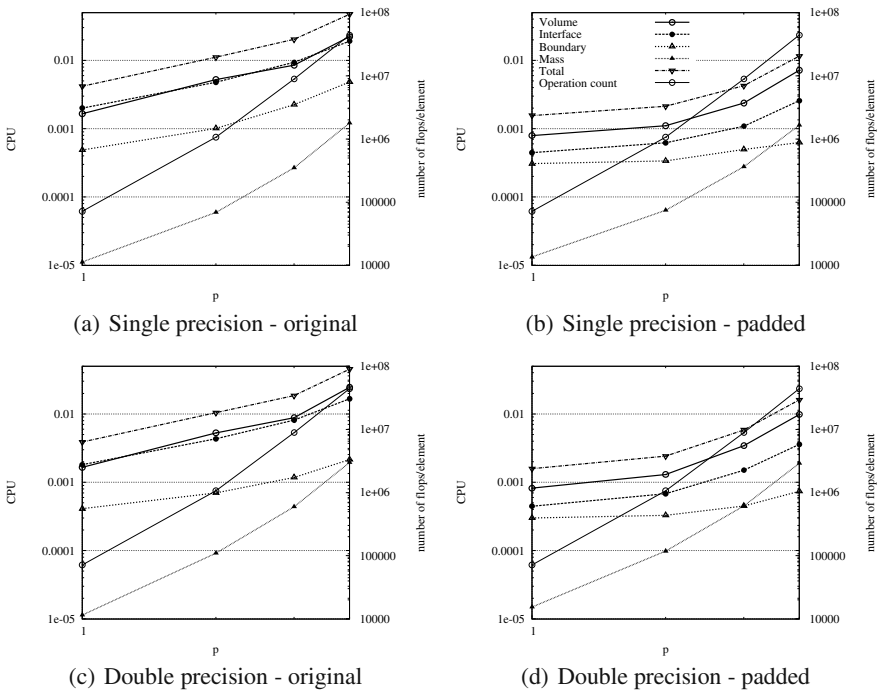 0.01
0.001
0.0001
1e-05
CPU
1
p
1e+08
1e+07
1e+06
100000
10000
number of flops/element
(a) Single precision - original
Volume
Interface
Boundary
Mass
Total
Operation count
0.01
0.001
0.0001
1e-05
CPU
1
p
1e+08
1e+07
1e+06
100000
10000
number of flops/element
(b) Single precision - padded
0.01
0.001
0.0001
1e-05
CPU
1
p
1e+08
1e+07
1e+06
100000
10000
number of flops/element
(c) Double precision - original
0.01
0.001
0.0001
1e-05
CPU
1
p
1e+08
1e+07
1e+06
100000
10000
number of flops/element
(d) Double precision - padded